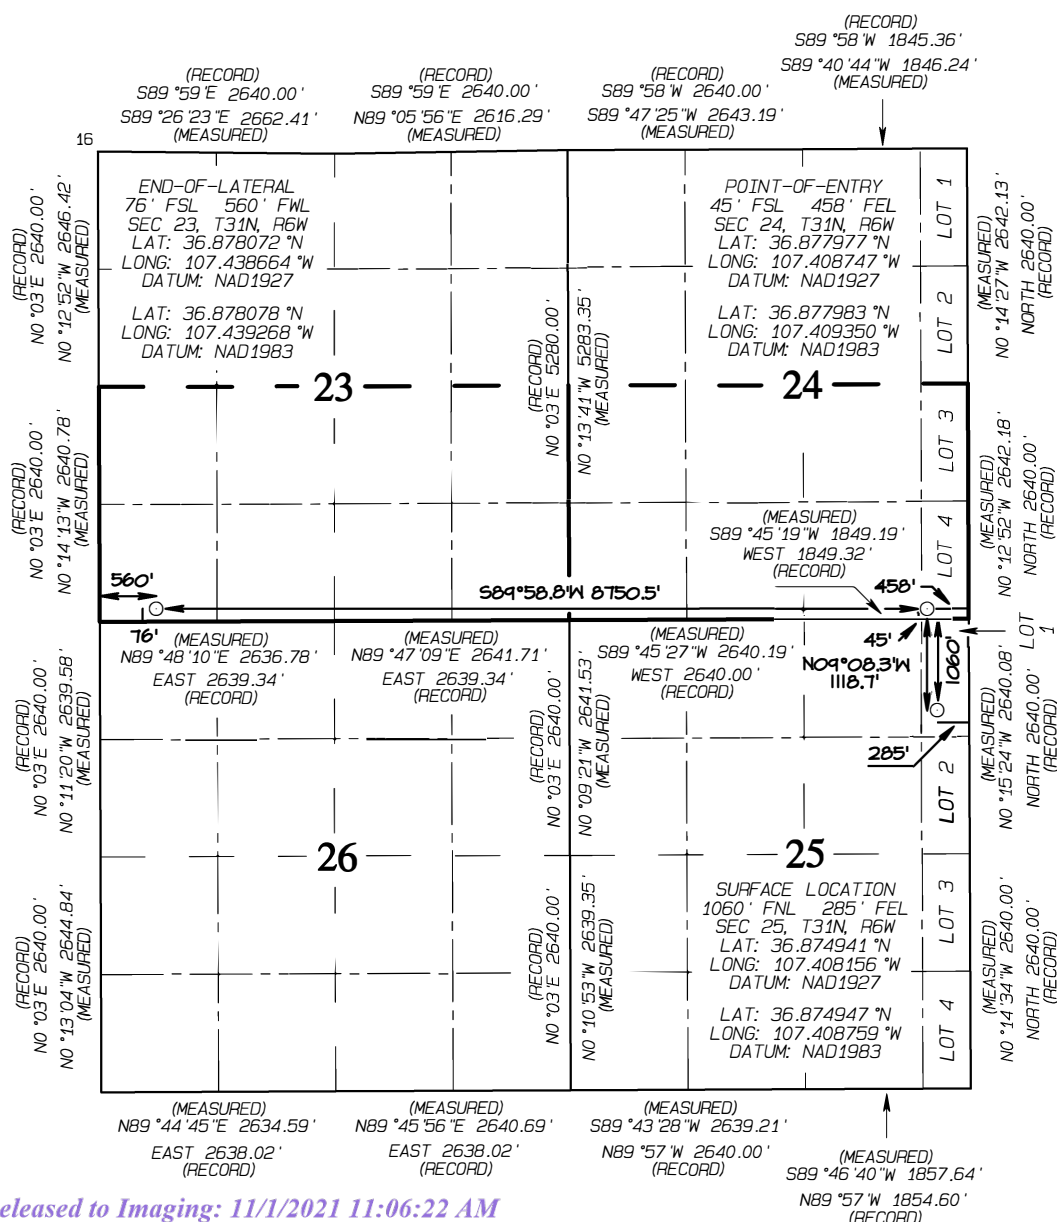 (RECORD)
S89°58'W 1845.36'
S89°40'44"W 1846.24'
(MEASURED)
(RECORD)
S89°59'E 2640.00'
S89°26'23"E 2662.41'
(MEASURED)
(RECORD)
S89°59'E 2640.00'
N89°05'56"E 2616.29'
(MEASURED)
(RECORD)
S89°58'W 2640.00'
S89°47'25"W 2643.19'
(MEASURED)
16
(RECORD)
N0°03'E 2640.00'
N0°12'52"W 2646.42'
(MEASURED)
END-OF-LATERAL
76' FSL 560' FWL
SEC 23, T31N, R6W
LAT: 36.878072°N
LONG: 107.438664°W
DATUM: NAD1927
LAT: 36.878078°N
LONG: 107.439268°W
DATUM: NAD1983
(RECORD)
N0°03'E 5280.00'
N0°13'41"W 5283.35'
(MEASURED)
POINT-OF-ENTRY
45' FSL 458' FEL
SEC 24, T31N, R6W
LAT: 36.877977°N
LONG: 107.408747°W
DATUM: NAD1927
LAT: 36.877983°N
LONG: 107.409350°W
DATUM: NAD1983
LOT 1
LOT 2
(MEASURED)
N0°14'27"W 2642.13'
NORTH 2640.00'
(RECORD)
23
24
(RECORD)
N0°03'E 2640.00'
N0°14'13"W 2640.78'
(MEASURED)
LOT 3
LOT 4
(MEASURED)
N0°12'52"W 2642.18'
NORTH 2640.00'
(RECORD)
(MEASURED)
S89°45'19"W 1849.19'
WEST 1849.32'
(RECORD)
560'
S89°58.8'W 8750.5'
458'
76'
45'
N09°08.3'W
1118.7'
1060'
285'
LOT
1
(MEASURED)
N89°48'10"E 2636.78'
EAST 2639.34'
(RECORD)
(MEASURED)
N89°47'09"E 2641.71'
EAST 2639.34'
(RECORD)
(MEASURED)
S89°45'27"W 2640.19'
WEST 2640.00'
(RECORD)
(RECORD)
N0°03'E 2640.00'
N0°11'20"W 2639.58'
(MEASURED)
(RECORD)
N0°03'E 2640.00'
N0°09'21"W 2641.53'
(MEASURED)
LOT 2
(MEASURED)
N0°15'24"W 2640.08'
NORTH 2640.00'
(RECORD)
26
25
(RECORD)
N0°03'E 2640.00'
N0°13'04"W 2644.84'
(MEASURED)
(RECORD)
N0°03'E 2640.00'
N0°10'53"W 2639.35'
(MEASURED)
SURFACE LOCATION
1060' FNL 285' FEL
SEC 25, T31N, R6W
LAT: 36.874941°N
LONG: 107.408156°W
DATUM: NAD1927
LAT: 36.874947°N
LONG: 107.408759°W
DATUM: NAD1983
LOT 3
LOT 4
(MEASURED)
N0°14'34"W 2640.00'
NORTH 2640.00'
(RECORD)
(MEASURED)
N89°44'45"E 2634.59'
EAST 2638.02'
(RECORD)
(MEASURED)
N89°45'56"E 2640.69'
EAST 2638.02'
(RECORD)
(MEASURED)
S89°43'28"W 2639.21'
N89°57'W 2640.00'
(RECORD)
(MEASURED)
S89°46'40"W 1857.64'
N89°57'W 1854.60'
(RECORD)
eleased to Imaging: 11/1/2021 11:06:22 AM